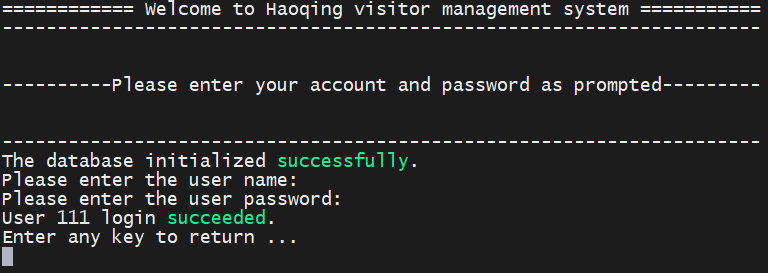 ============ Welcome to Haoqing visitor management system ===========
---------------------------------------------------------------------
----------Please enter your account and password as prompted---------
---------------------------------------------------------------------
The database initialized successfully.
Please enter the user name:
Please enter the user password:
User 111 login succeeded.
Enter any key to return ...